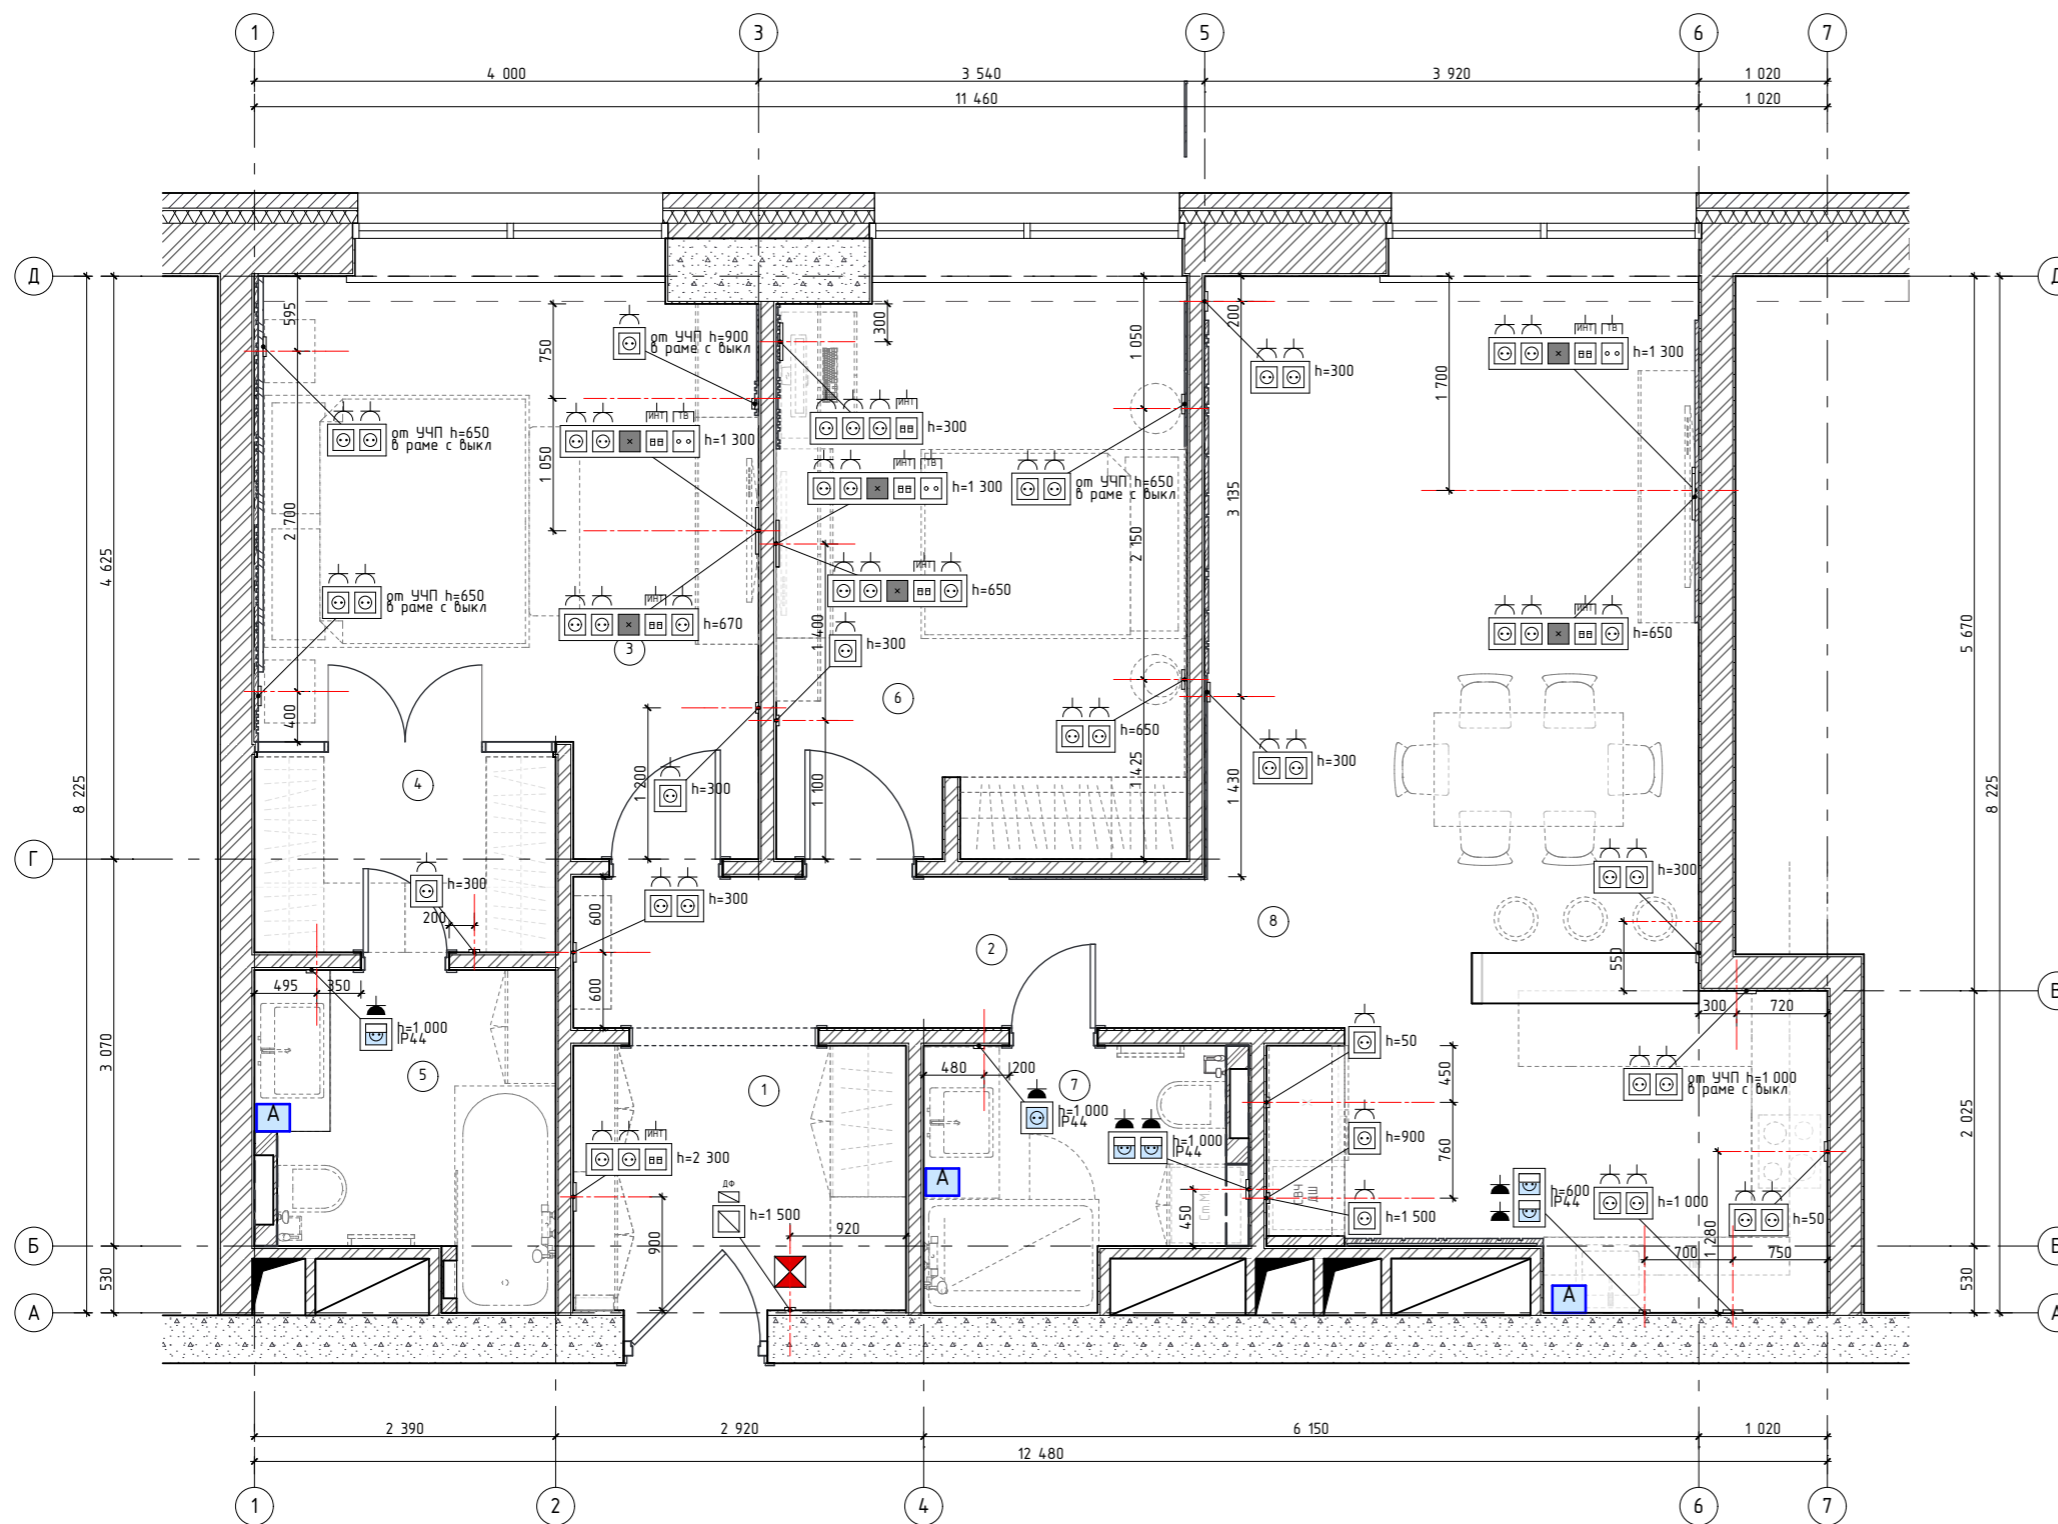 1 3 5 6 7
4 000 3 540 3 920 1 020
11 460 1 020
Д Д
595
750
300
1 050
200
1 700
от УЧП h=900
в раме с выкл
ИНТ ТВ
h=1 300
h=300
ИНТ ТВ
h=1 300
ИНТ
h=300
от УЧП h=650
в раме с выкл
1 050
ИНТ ТВ
h=1 300
от УЧП h=650
в раме с выкл
3 135
2 700
2 150
4 625
от УЧП h=650
в раме с выкл
ИНТ
h=650
ИНТ
h=670
3
ИНТ
h=650
1 400
h=300
5 670
6
400
h=650
h=300
4
1 200
h=300
1 100
1 425
1 430
8 225
8 225
Г
h=300
h=300
h=300
200
600
8
2
550
495 350
600
300 720
В
h=1 000
IP44
h=50
3 070
5
1
480 200
7
450
от УЧП h=1 000
в раме с выкл
2 025
А
h=1 000
IP44
h=1 000
IP44
h=900
ИНТ
h=2 300
760
А
СВЧ
ДШ
Ст.М.
ДФ
h=1 500
h=1 500
h=600
IP44
h=1 000
h=50
900
920
450
1 280
Б
700 750
530
А
530
А А
2 390 2 920 6 150 1 020
12 480
1 2 4 6 7